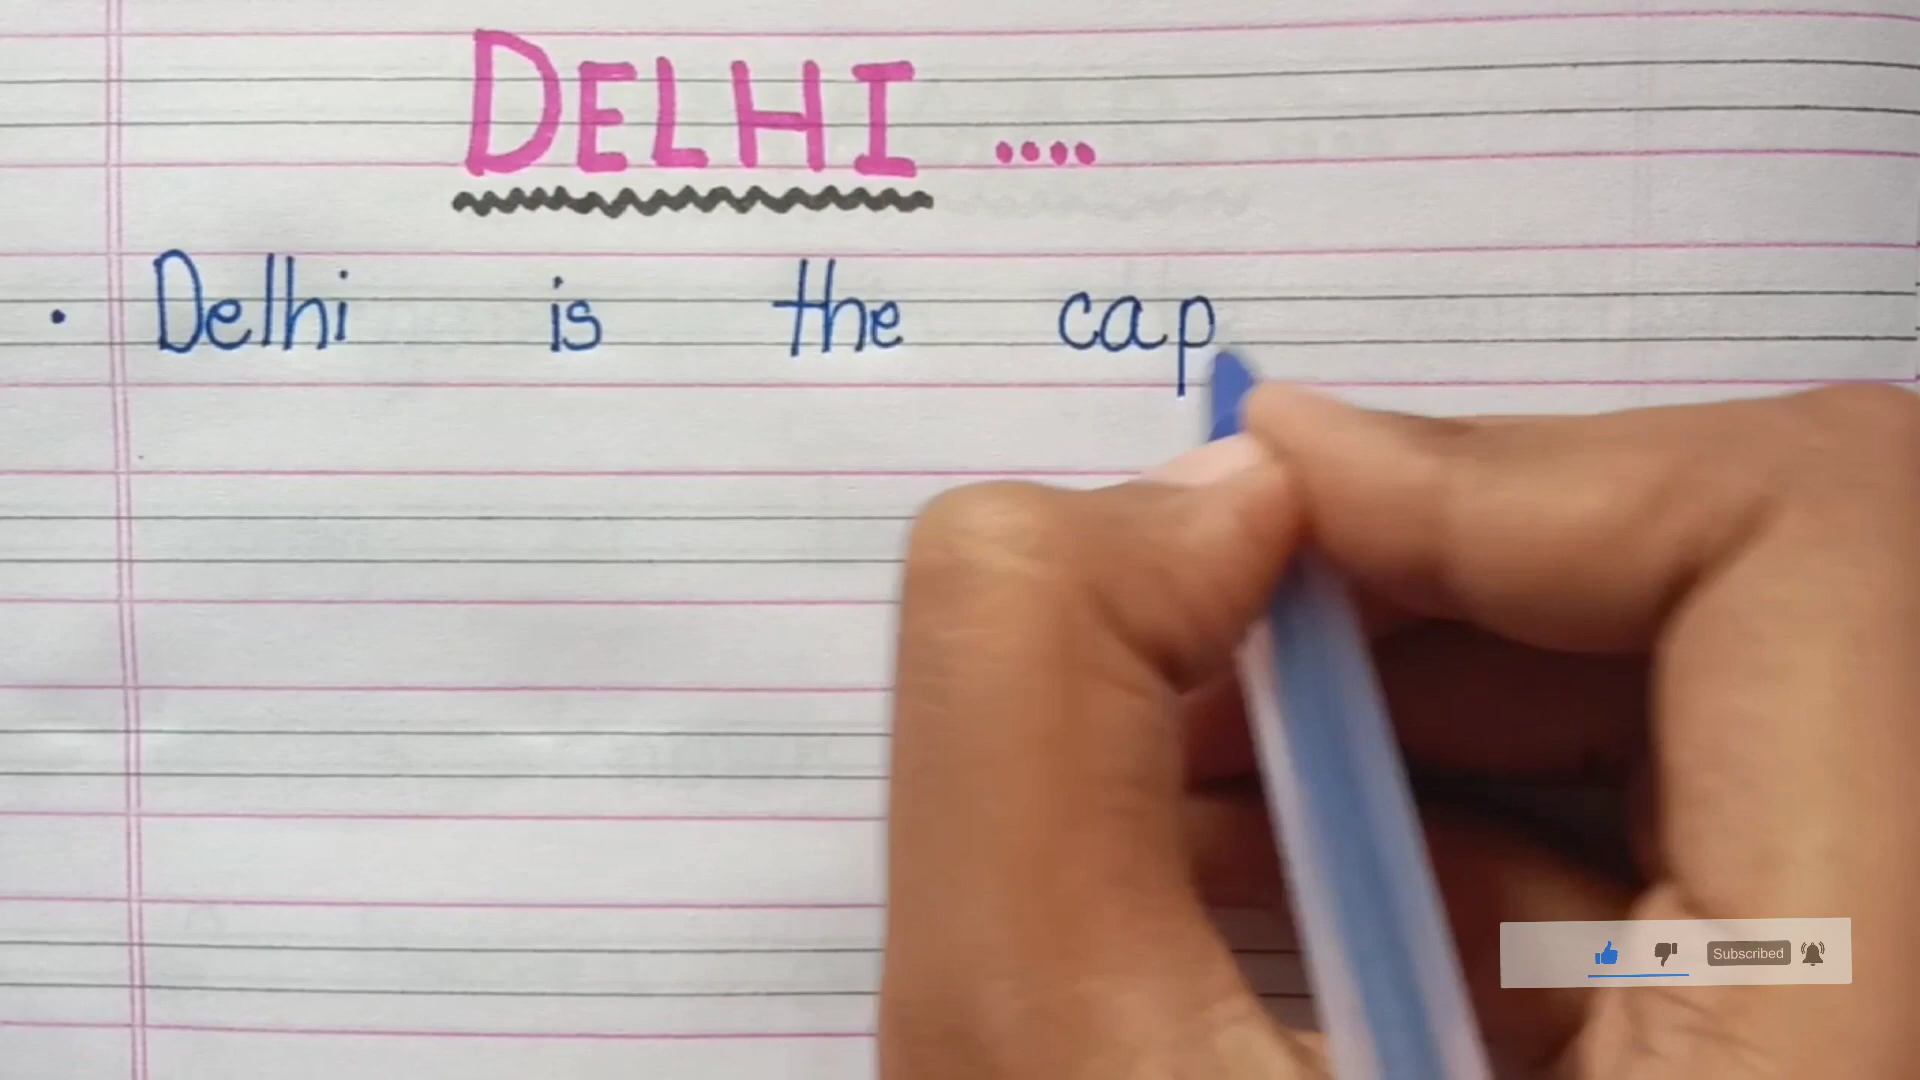 DELHI ....
• Delhi is the cap
Subscribed